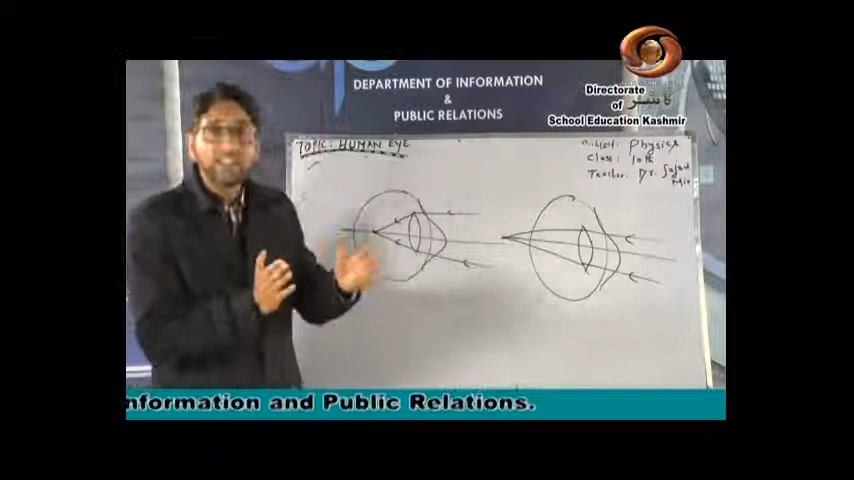 DEPARTMENT OF INFORMATION
&
PUBLIC RELATIONS
Directorate
of کأشُر
School Education Kashmir
TOPIC: HUMAN EYE
Subject: Physics
Class: 10th
Teacher: Dr. Sajad
Mir
nformation and Public Relations.